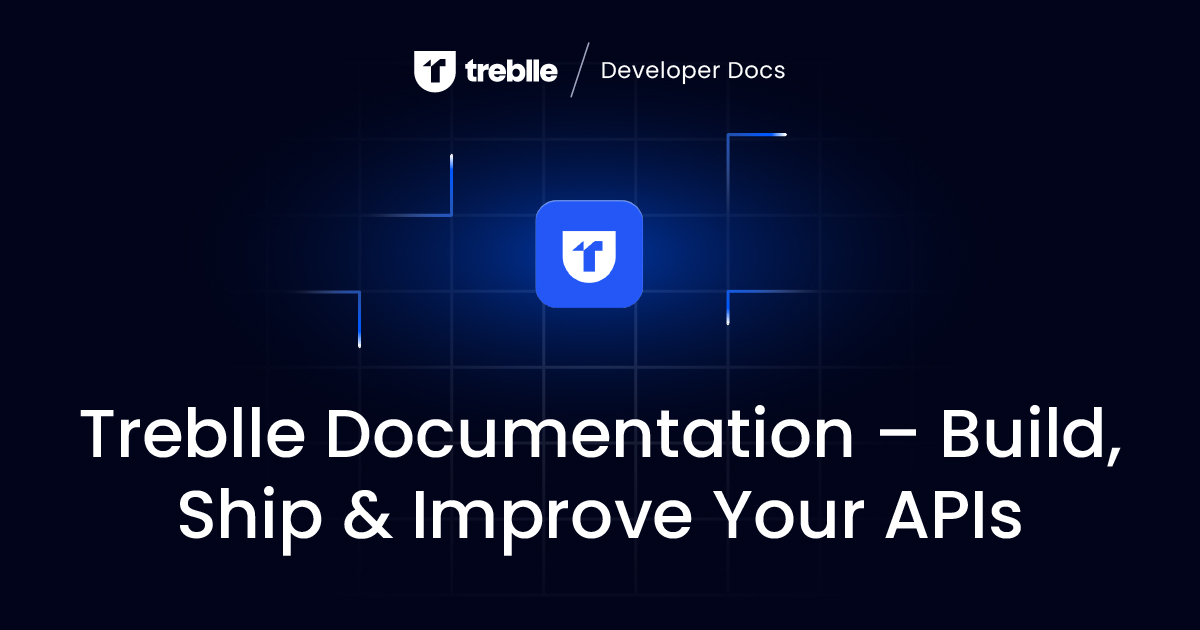 treblle / Developer Docs
Treblle Documentation – Build,
Ship & Improve Your APIs